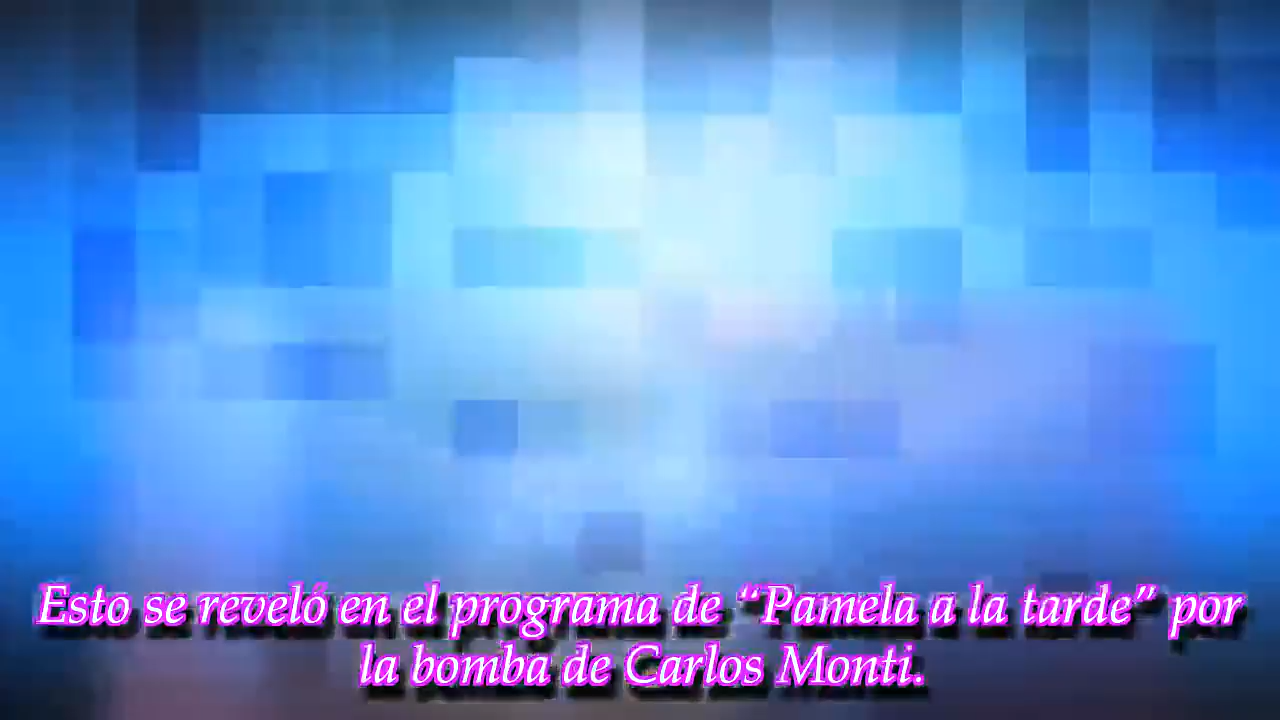 Esto se reveló en el programa de “Pamela a la tarde” por
la bomba de Carlos Monti.